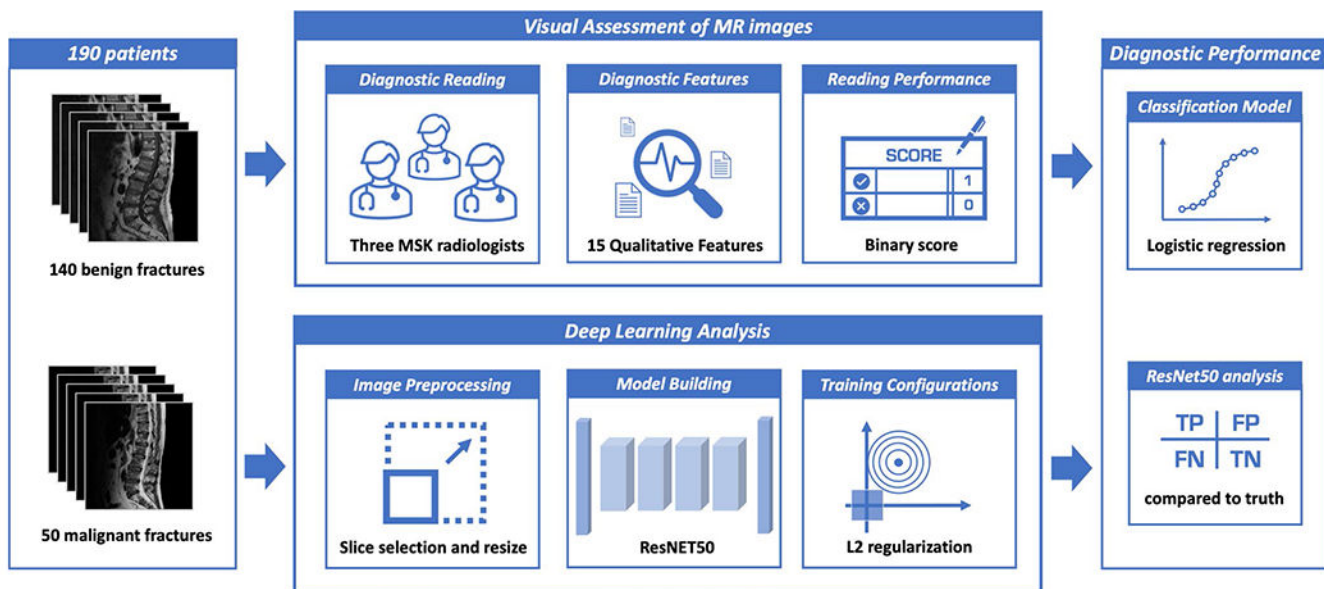 190 patients
140 benign fractures
50 malignant fractures
Visual Assessment of MR images
Diagnostic Reading
Three MSK radiologists
Diagnostic Features
15 Qualitative Features
Reading Performance
SCORE
1
0
Binary score
Deep Learning Analysis
Image Preprocessing
Slice selection and resize
Model Building
ResNET50
Training Configurations
L2 regularization
Diagnostic Performance
Classification Model
Logistic regression
ResNet50 analysis
TP FP
FN TN
compared to truth